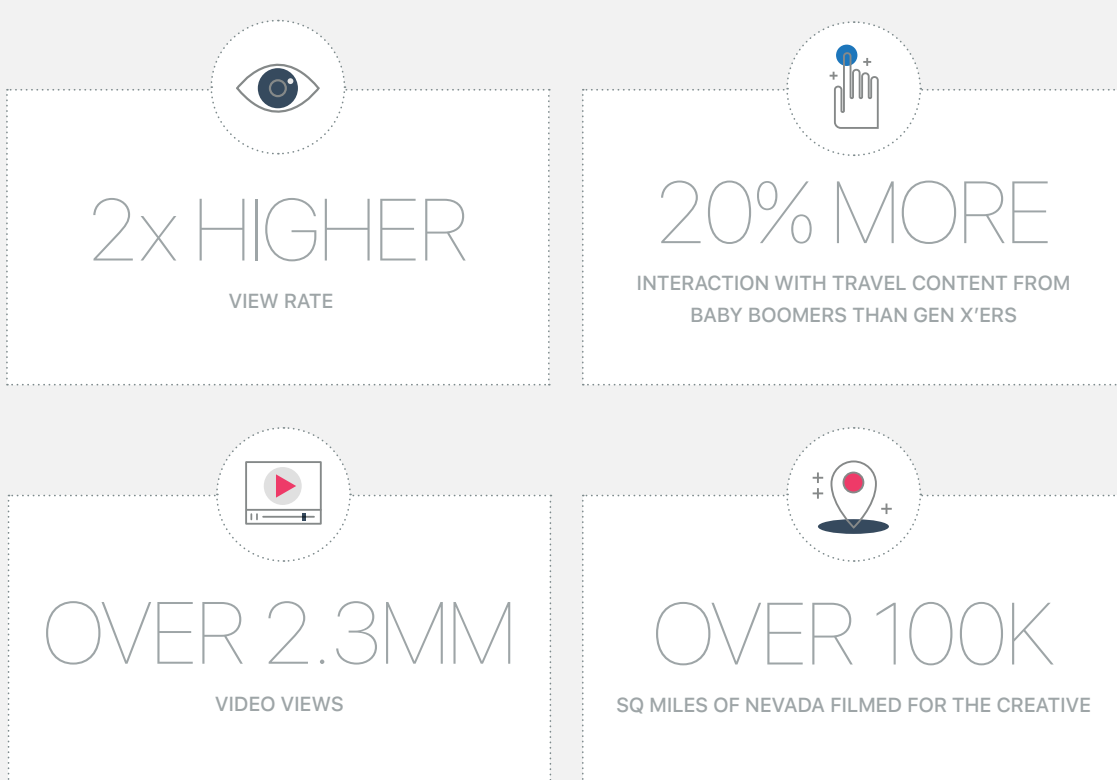 2x HIGHER
VIEW RATE
20% MORE
INTERACTION WITH TRAVEL CONTENT FROM
BABY BOOMERS THAN GEN X’ERS
OVER 2.3MM
VIDEO VIEWS
OVER 100K
SQ MILES OF NEVADA FILMED FOR THE CREATIVE